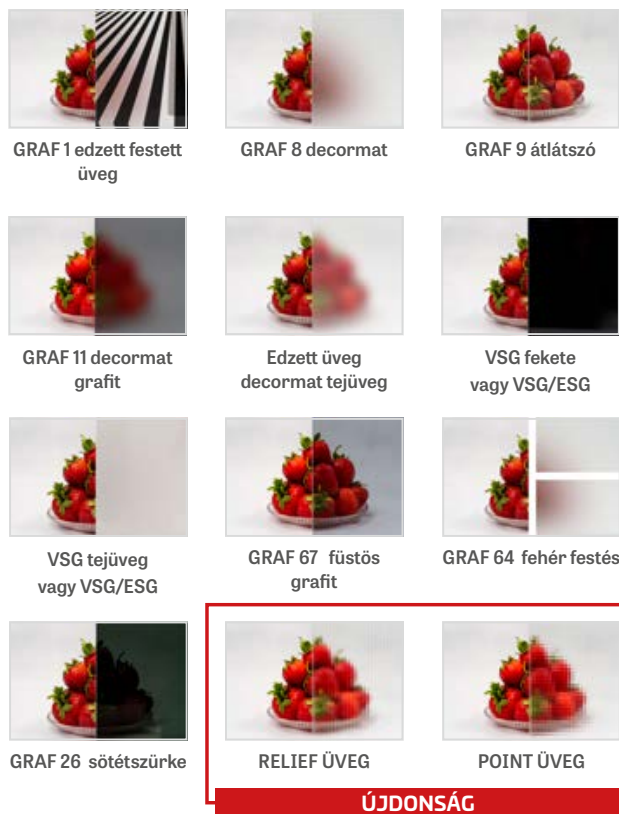 GRAF 1 edzett festett
üveg
GRAF 8 decormat
GRAF 9 átlátszó
GRAF 11 decormat
grafit
Edzett üveg
decormat tejüveg
VSG fekete
vagy VSG/ESG
VSG tejüveg
vagy VSG/ESG
GRAF 67 füstös
grafit
GRAF 64 fehér festés
GRAF 26 sötétszürke
RELIEF ÜVEG
POINT ÜVEG
ÚJDONSÁG